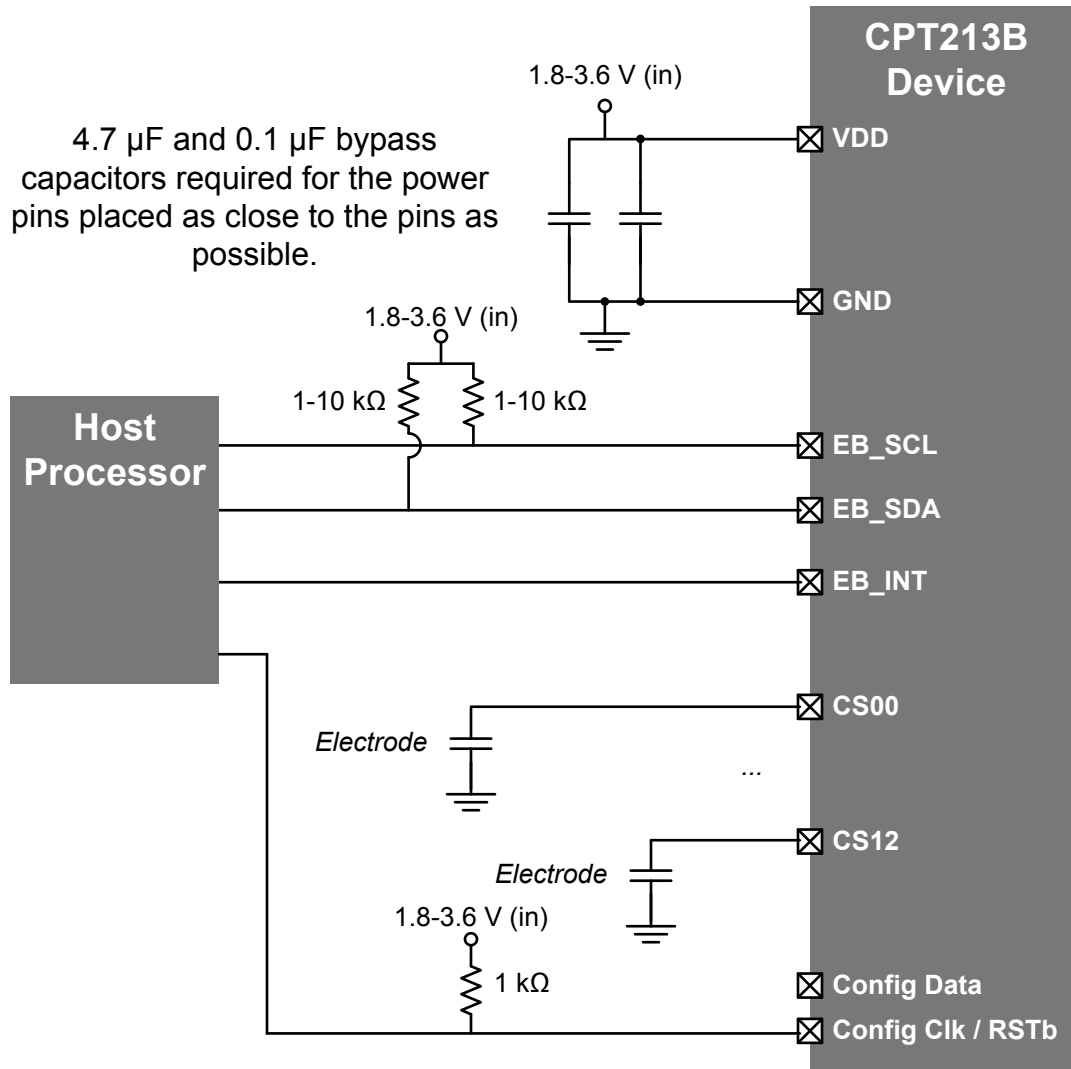 CPT213B
Device
1.8-3.6 V (in)
VDD
4.7 µF and 0.1 µF bypass
capacitors required for the power
pins placed as close to the pins as
possible.
GND
1.8-3.6 V (in)
1-10 kΩ
1-10 kΩ
Host
Processor
EB_SCL
EB_SDA
EB_INT
CS00
Electrode
...
CS12
Electrode
1.8-3.6 V (in)
1 kΩ
Config Data
Config Clk / RSTb